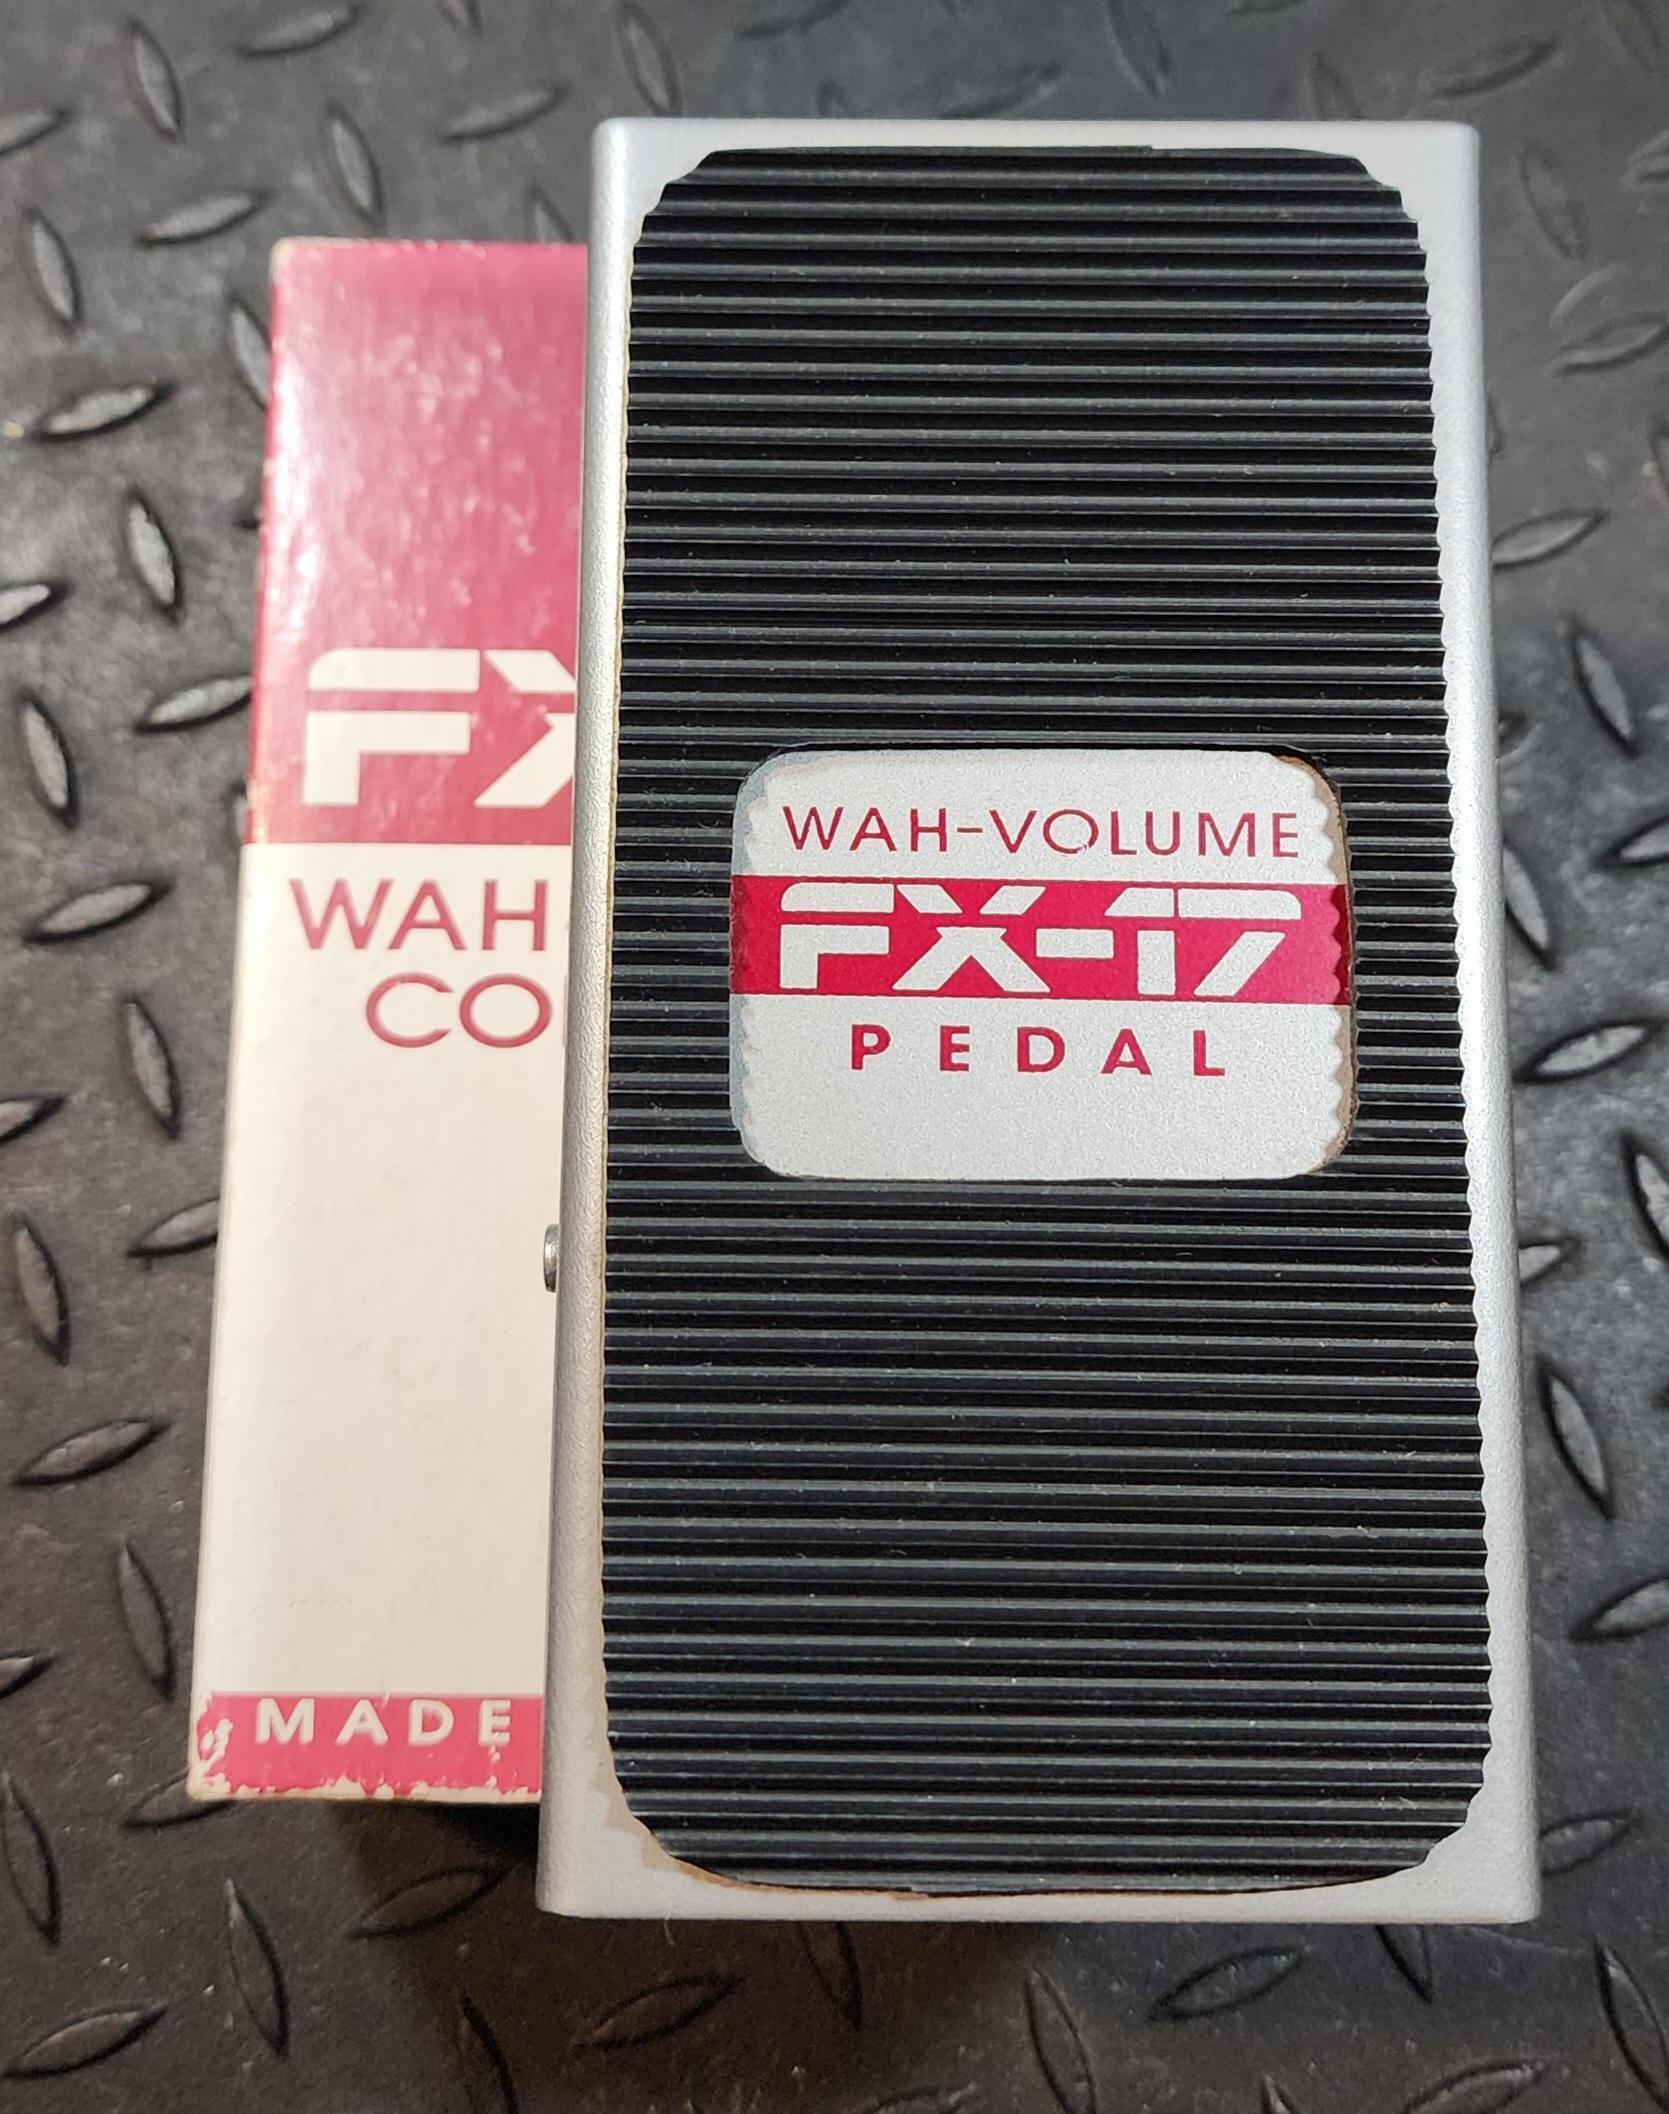 FX
WAH-
CO
MADE
WAH-VOLUME
FX-17
PEDAL